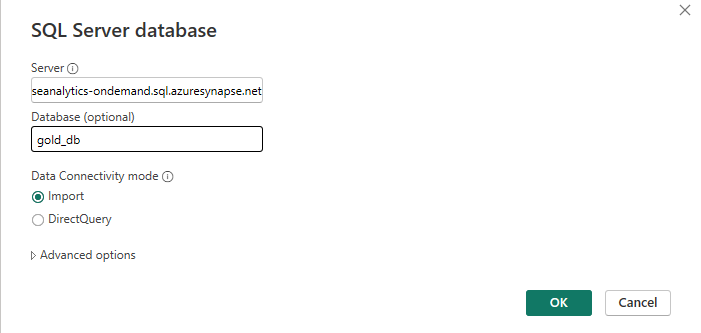 SQL Server database
Server
seanalytics-ondemand.sql.azuresynapse.net
Database (optional)
gold_db
Data Connectivity mode
Import
DirectQuery
Advanced options
OK Cancel